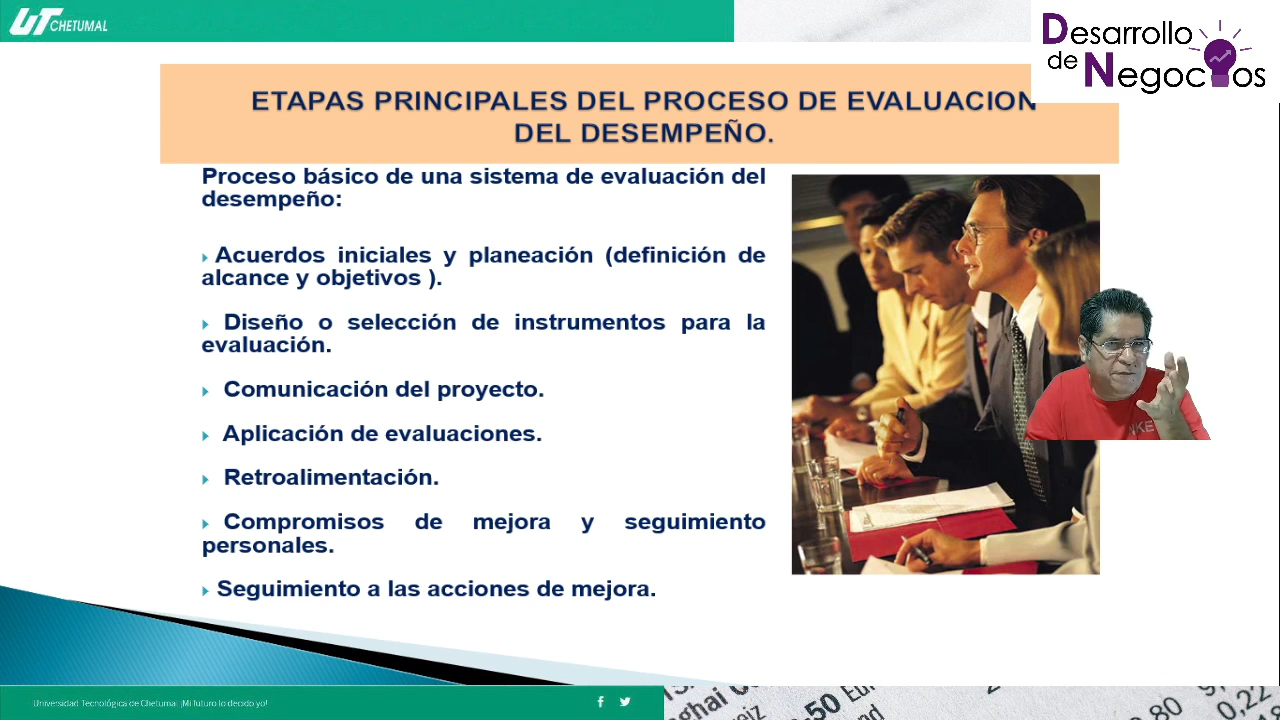 UT CHETUMAL
Desarrollo
de Negocios
ETAPAS PRINCIPALES DEL PROCESO DE EVALUACION
DEL DESEMPEÑO.
Proceso básico de una sistema de evaluación del
desempeño:
Acuerdos iniciales y planeación (definición de
alcance y objetivos ).
Diseño o selección de instrumentos para la
evaluación.
Comunicación del proyecto.
Aplicación de evaluaciones.
Retroalimentación.
Compromisos de mejora y seguimiento
personales.
Seguimiento a las acciones de mejora.
Universidad Tecnológica de Chetumal ¡Mi futuro lo decido yo!